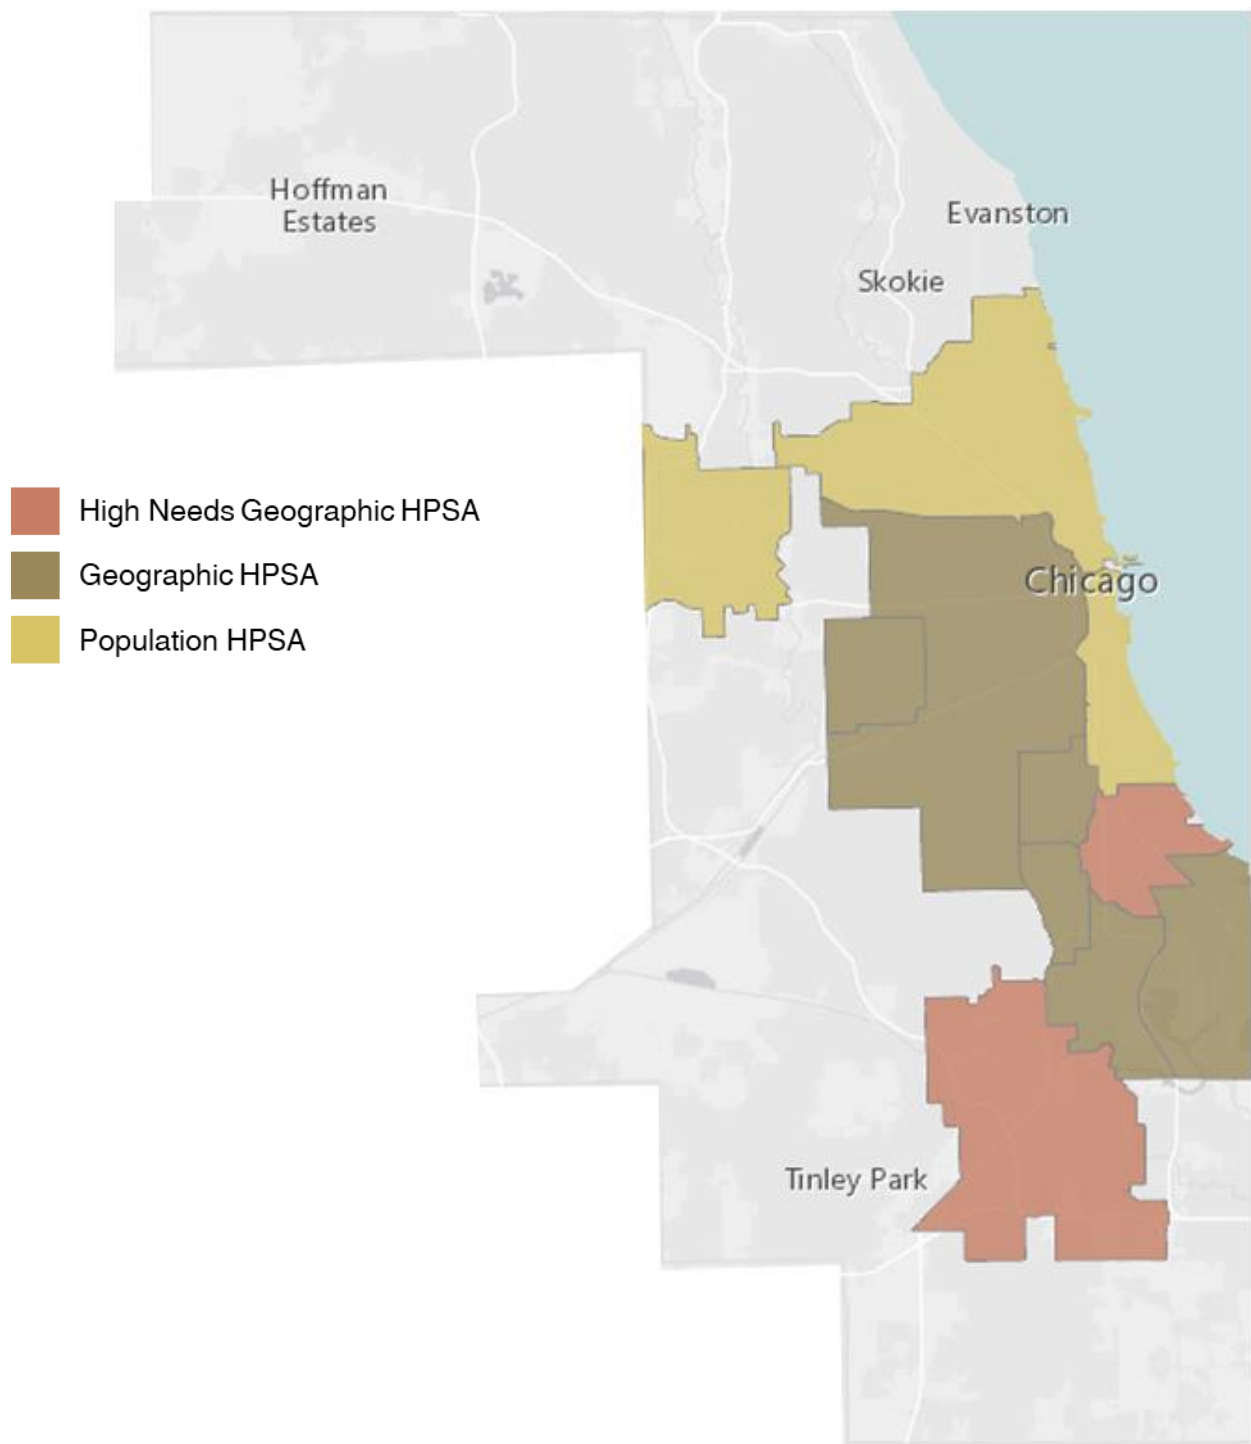 Hoffman
Estates
Evanston
Skokie
High Needs Geographic HPSA
Geographic HPSA
Chicago
Population HPSA
Tinley Park